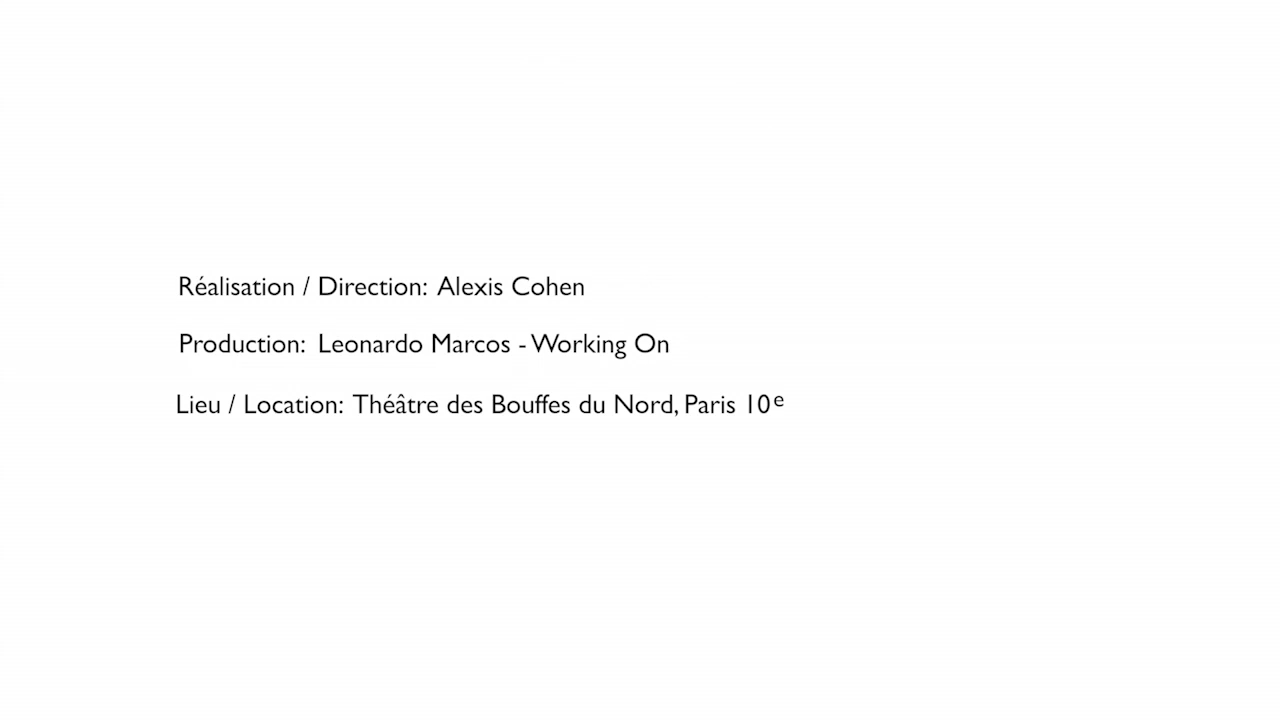 Réalisation / Direction: Alexis Cohen
Production: Leonardo Marcos - Working On
Lieu / Location: Théâtre des Bouffes du Nord, Paris 10ᵉ